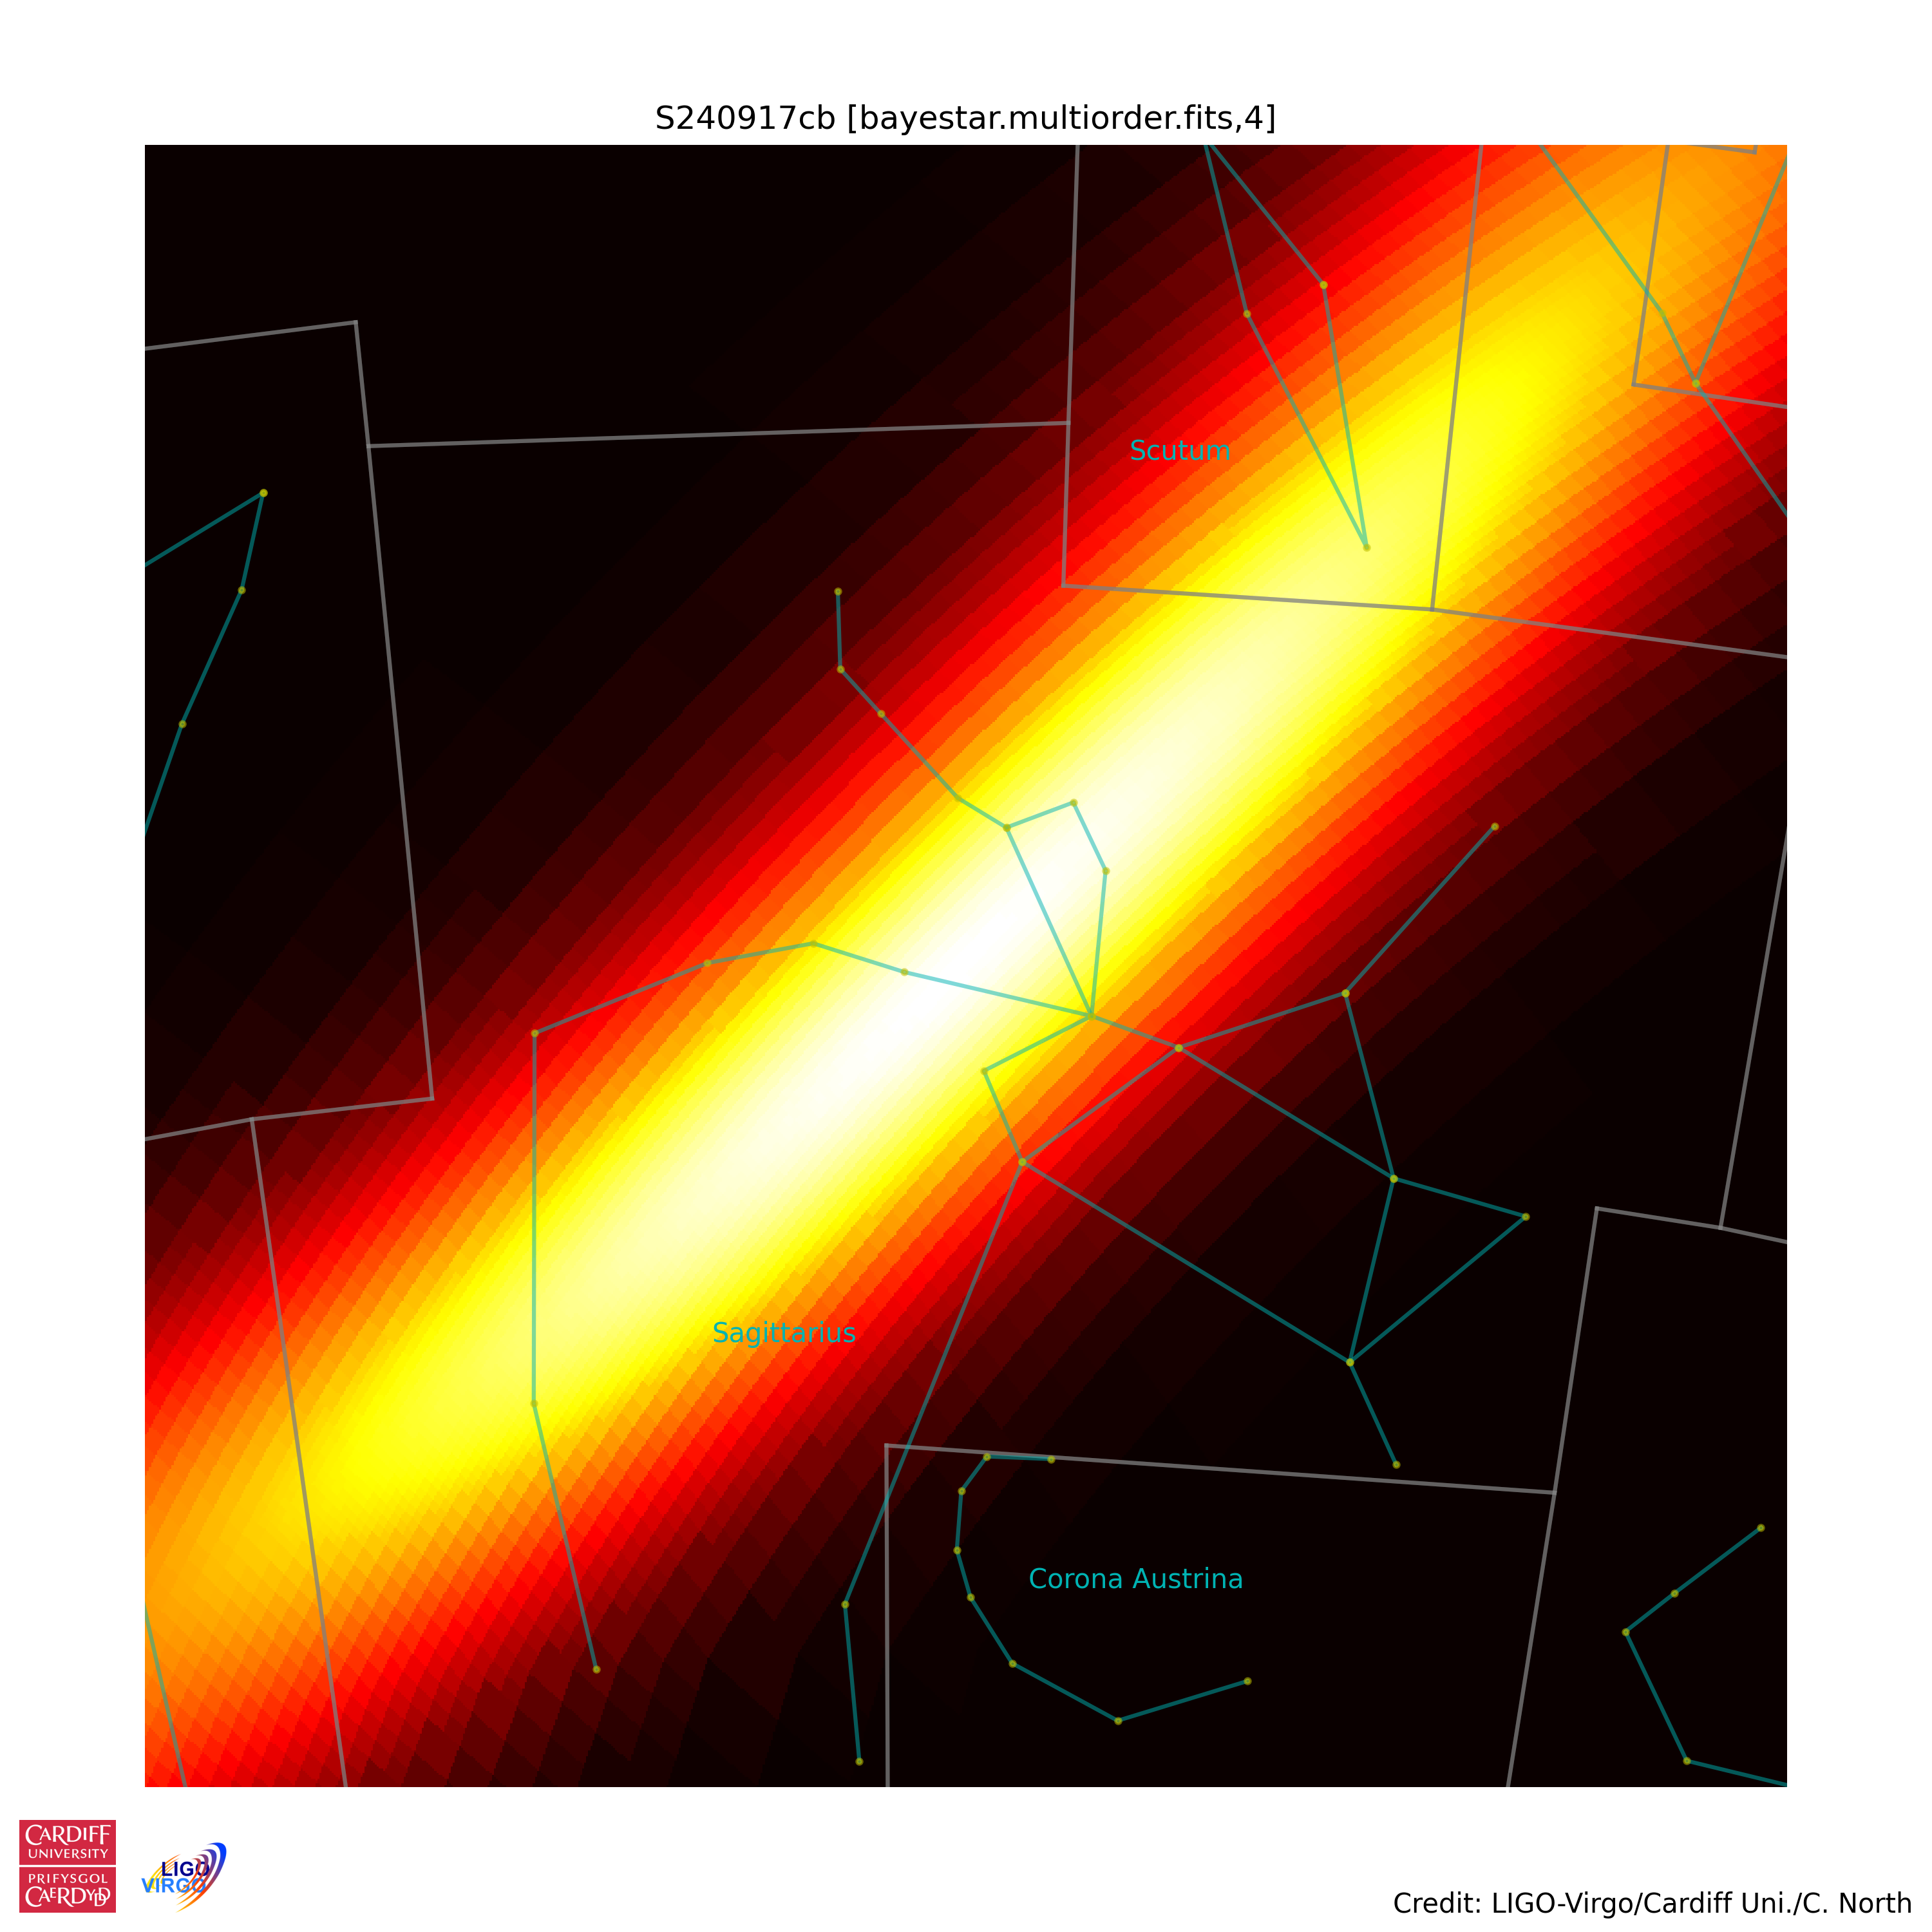 S240917cb [bayestar.multiorder.fits,4]
Scutum
Sagittarius
Corona Austrina
CARDIFF
UNIVERSITY
PRIFYSGOL
CAERDYDD
LIGO
VIRGO
Credit: LIGO-Virgo/Cardiff Uni./C. North